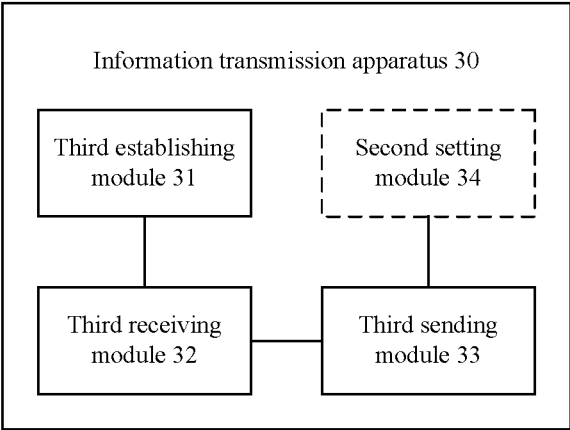 Information transmission apparatus 30
Third establishing
module 31
Second setting
module 34
Third receiving
module 32
Third sending
module 33